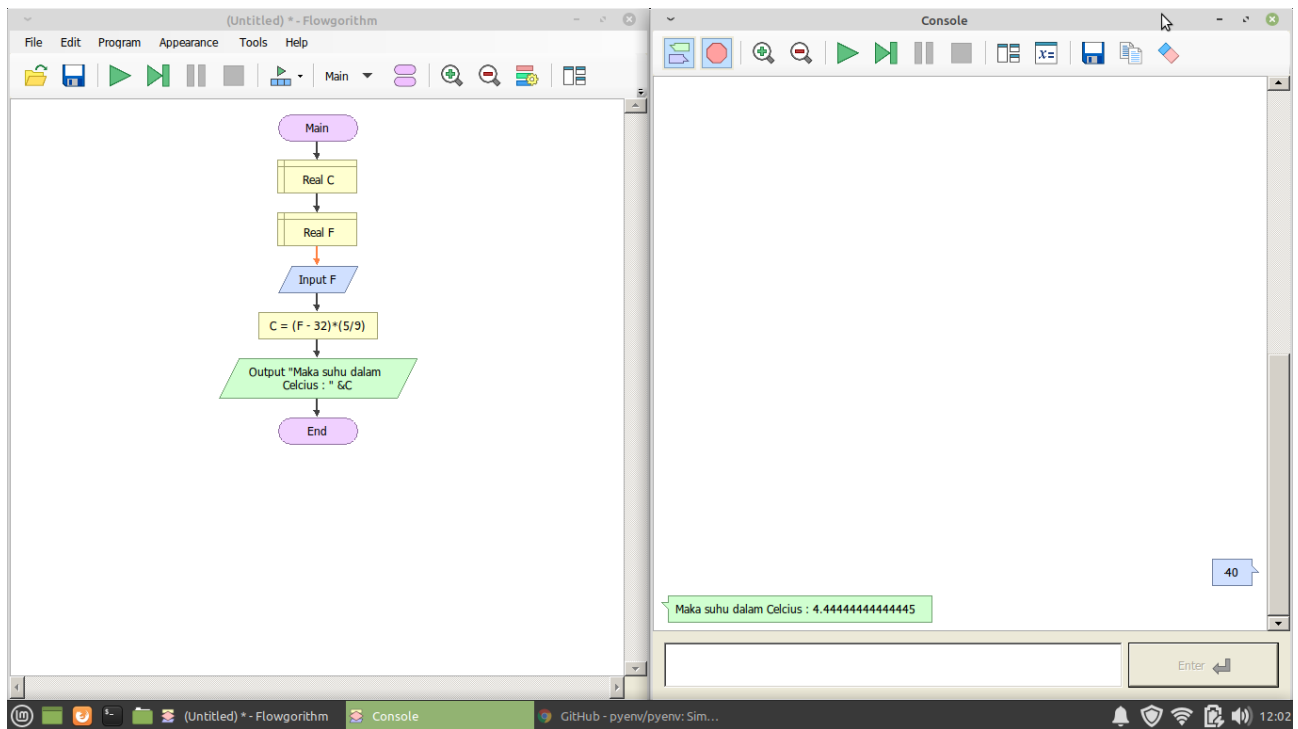 (Untitled) * - Flowgorithm
File Edit Program Appearance Tools Help
Main
Main
Real C
Real F
Input F
C = (F - 32)*(5/9)
Output "Maka suhu dalam
Celcius : " &C
End
Console
x=
40
Maka suhu dalam Celcius : 4.44444444444445
Enter
(Untitled) * - Flowgorithm
Console
GitHub - pyenv/pyenv: Sim...
12:02